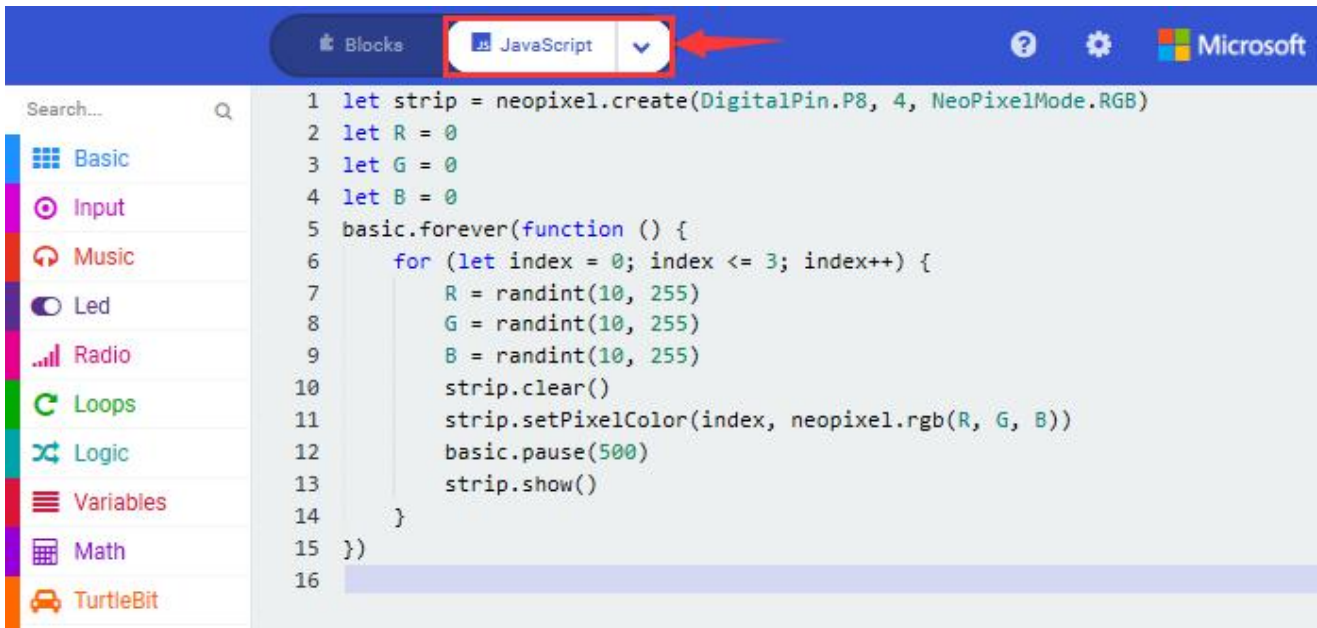 Blocks
JS JavaScript
Microsoft
Search...
Basic
Input
Music
Led
Radio
Loops
Logic
Variables
Math
TurtleBit
1 let strip = neopixel.create(DigitalPin.P8, 4, NeoPixelMode.RGB)
2 let R = 0
3 let G = 0
4 let B = 0
5 basic.forever(function () {
6     for (let index = 0; index <= 3; index++) {
7         R = randint(10, 255)
8         G = randint(10, 255)
9         B = randint(10, 255)
10         strip.clear()
11         strip.setPixelColor(index, neopixel.rgb(R, G, B))
12         basic.pause(500)
13         strip.show()
14     }
15 })
16